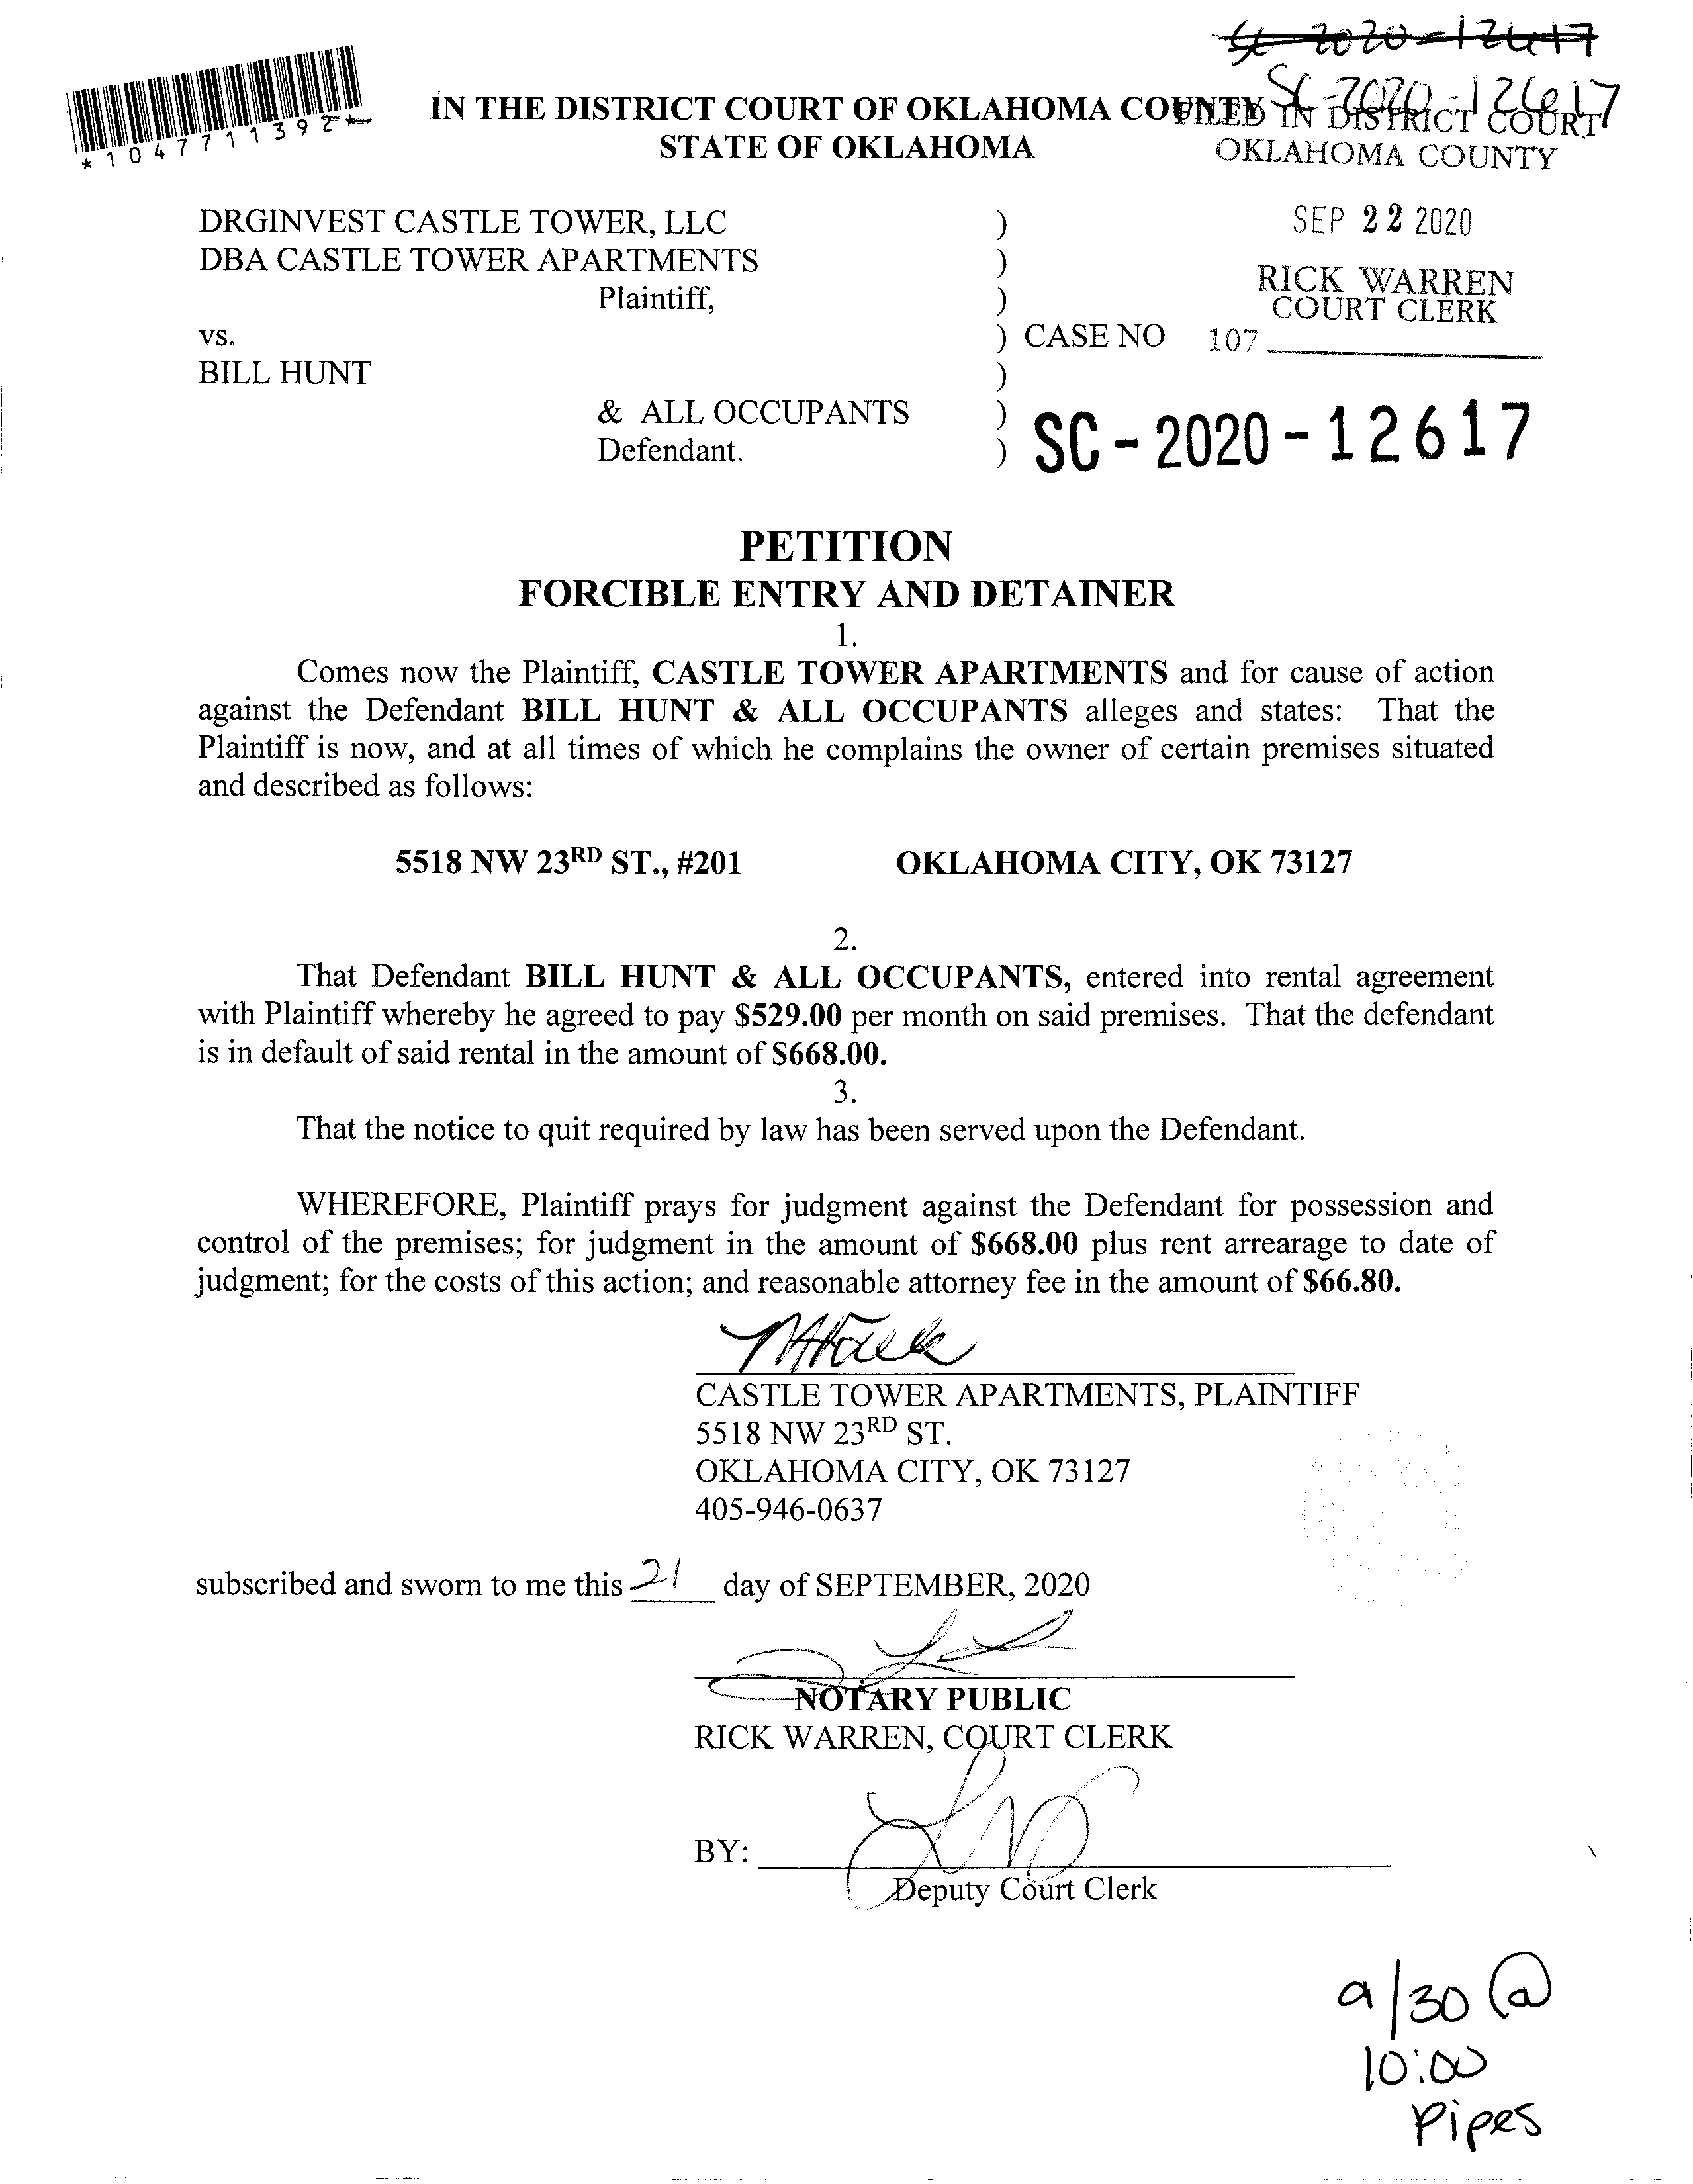 SC-2020-12617
SC-2020-12617
*1047711392*
IN THE DISTRICT COURT OF OKLAHOMA COUNTY
STATE OF OKLAHOMA
FILED IN DISTRICT COURT
OKLAHOMA COUNTY
SEP 22 2020
RICK WARREN
COURT CLERK
107
DRGINVEST CASTLE TOWER, LLC )
DBA CASTLE TOWER APARTMENTS )
Plaintiff, )
vs. ) CASE NO
BILL HUNT )
& ALL OCCUPANTS )
Defendant. )
SC-2020-12617
PETITION
FORCIBLE ENTRY AND DETAINER
1.
Comes now the Plaintiff, CASTLE TOWER APARTMENTS and for cause of action
against the Defendant BILL HUNT & ALL OCCUPANTS alleges and states: That the
Plaintiff is now, and at all times of which he complains the owner of certain premises situated
and described as follows:
5518 NW 23RD ST., #201 OKLAHOMA CITY, OK 73127
2.
That Defendant BILL HUNT & ALL OCCUPANTS, entered into rental agreement
with Plaintiff whereby he agreed to pay $529.00 per month on said premises. That the defendant
is in default of said rental in the amount of $668.00.
3.
That the notice to quit required by law has been served upon the Defendant.
WHEREFORE, Plaintiff prays for judgment against the Defendant for possession and
control of the premises; for judgment in the amount of $668.00 plus rent arrearage to date of
judgment; for the costs of this action; and reasonable attorney fee in the amount of $66.80.
CASTLE TOWER APARTMENTS, PLAINTIFF
5518 NW 23RD ST.
OKLAHOMA CITY, OK 73127
405-946-0637
subscribed and sworn to me this 21 day of SEPTEMBER, 2020
NOTARY PUBLIC
RICK WARREN, COURT CLERK
BY:
Deputy Court Clerk
9/30 @
10:00
Pipes